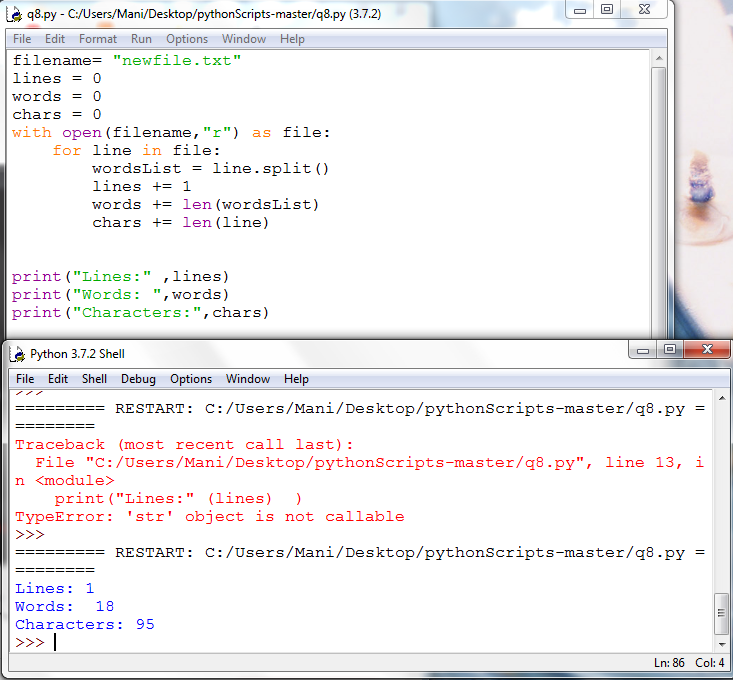 q8.py - C:/Users/Mani/Desktop/pythonScripts-master/q8.py (3.7.2)
File Edit Format Run Options Window Help
filename= "newfile.txt"
lines = 0
words = 0
chars = 0
with open(filename,"r") as file:
    for line in file:
        wordsList = line.split()
        lines += 1
        words += len(wordsList)
        chars += len(line)
print("Lines:" ,lines)
print("Words: ",words)
print("Characters:",chars)
Python 3.7.2 Shell
File Edit Shell Debug Options Window Help
>>>
========= RESTART: C:/Users/Mani/Desktop/pythonScripts-master/q8.py =
========
Traceback (most recent call last):
  File "C:/Users/Mani/Desktop/pythonScripts-master/q8.py", line 13, i
n <module>
    print("Lines:" (lines)  )
TypeError: 'str' object is not callable
>>>
========= RESTART: C:/Users/Mani/Desktop/pythonScripts-master/q8.py =
========
Lines: 1
Words:  18
Characters: 95
>>>
Ln: 86 Col: 4